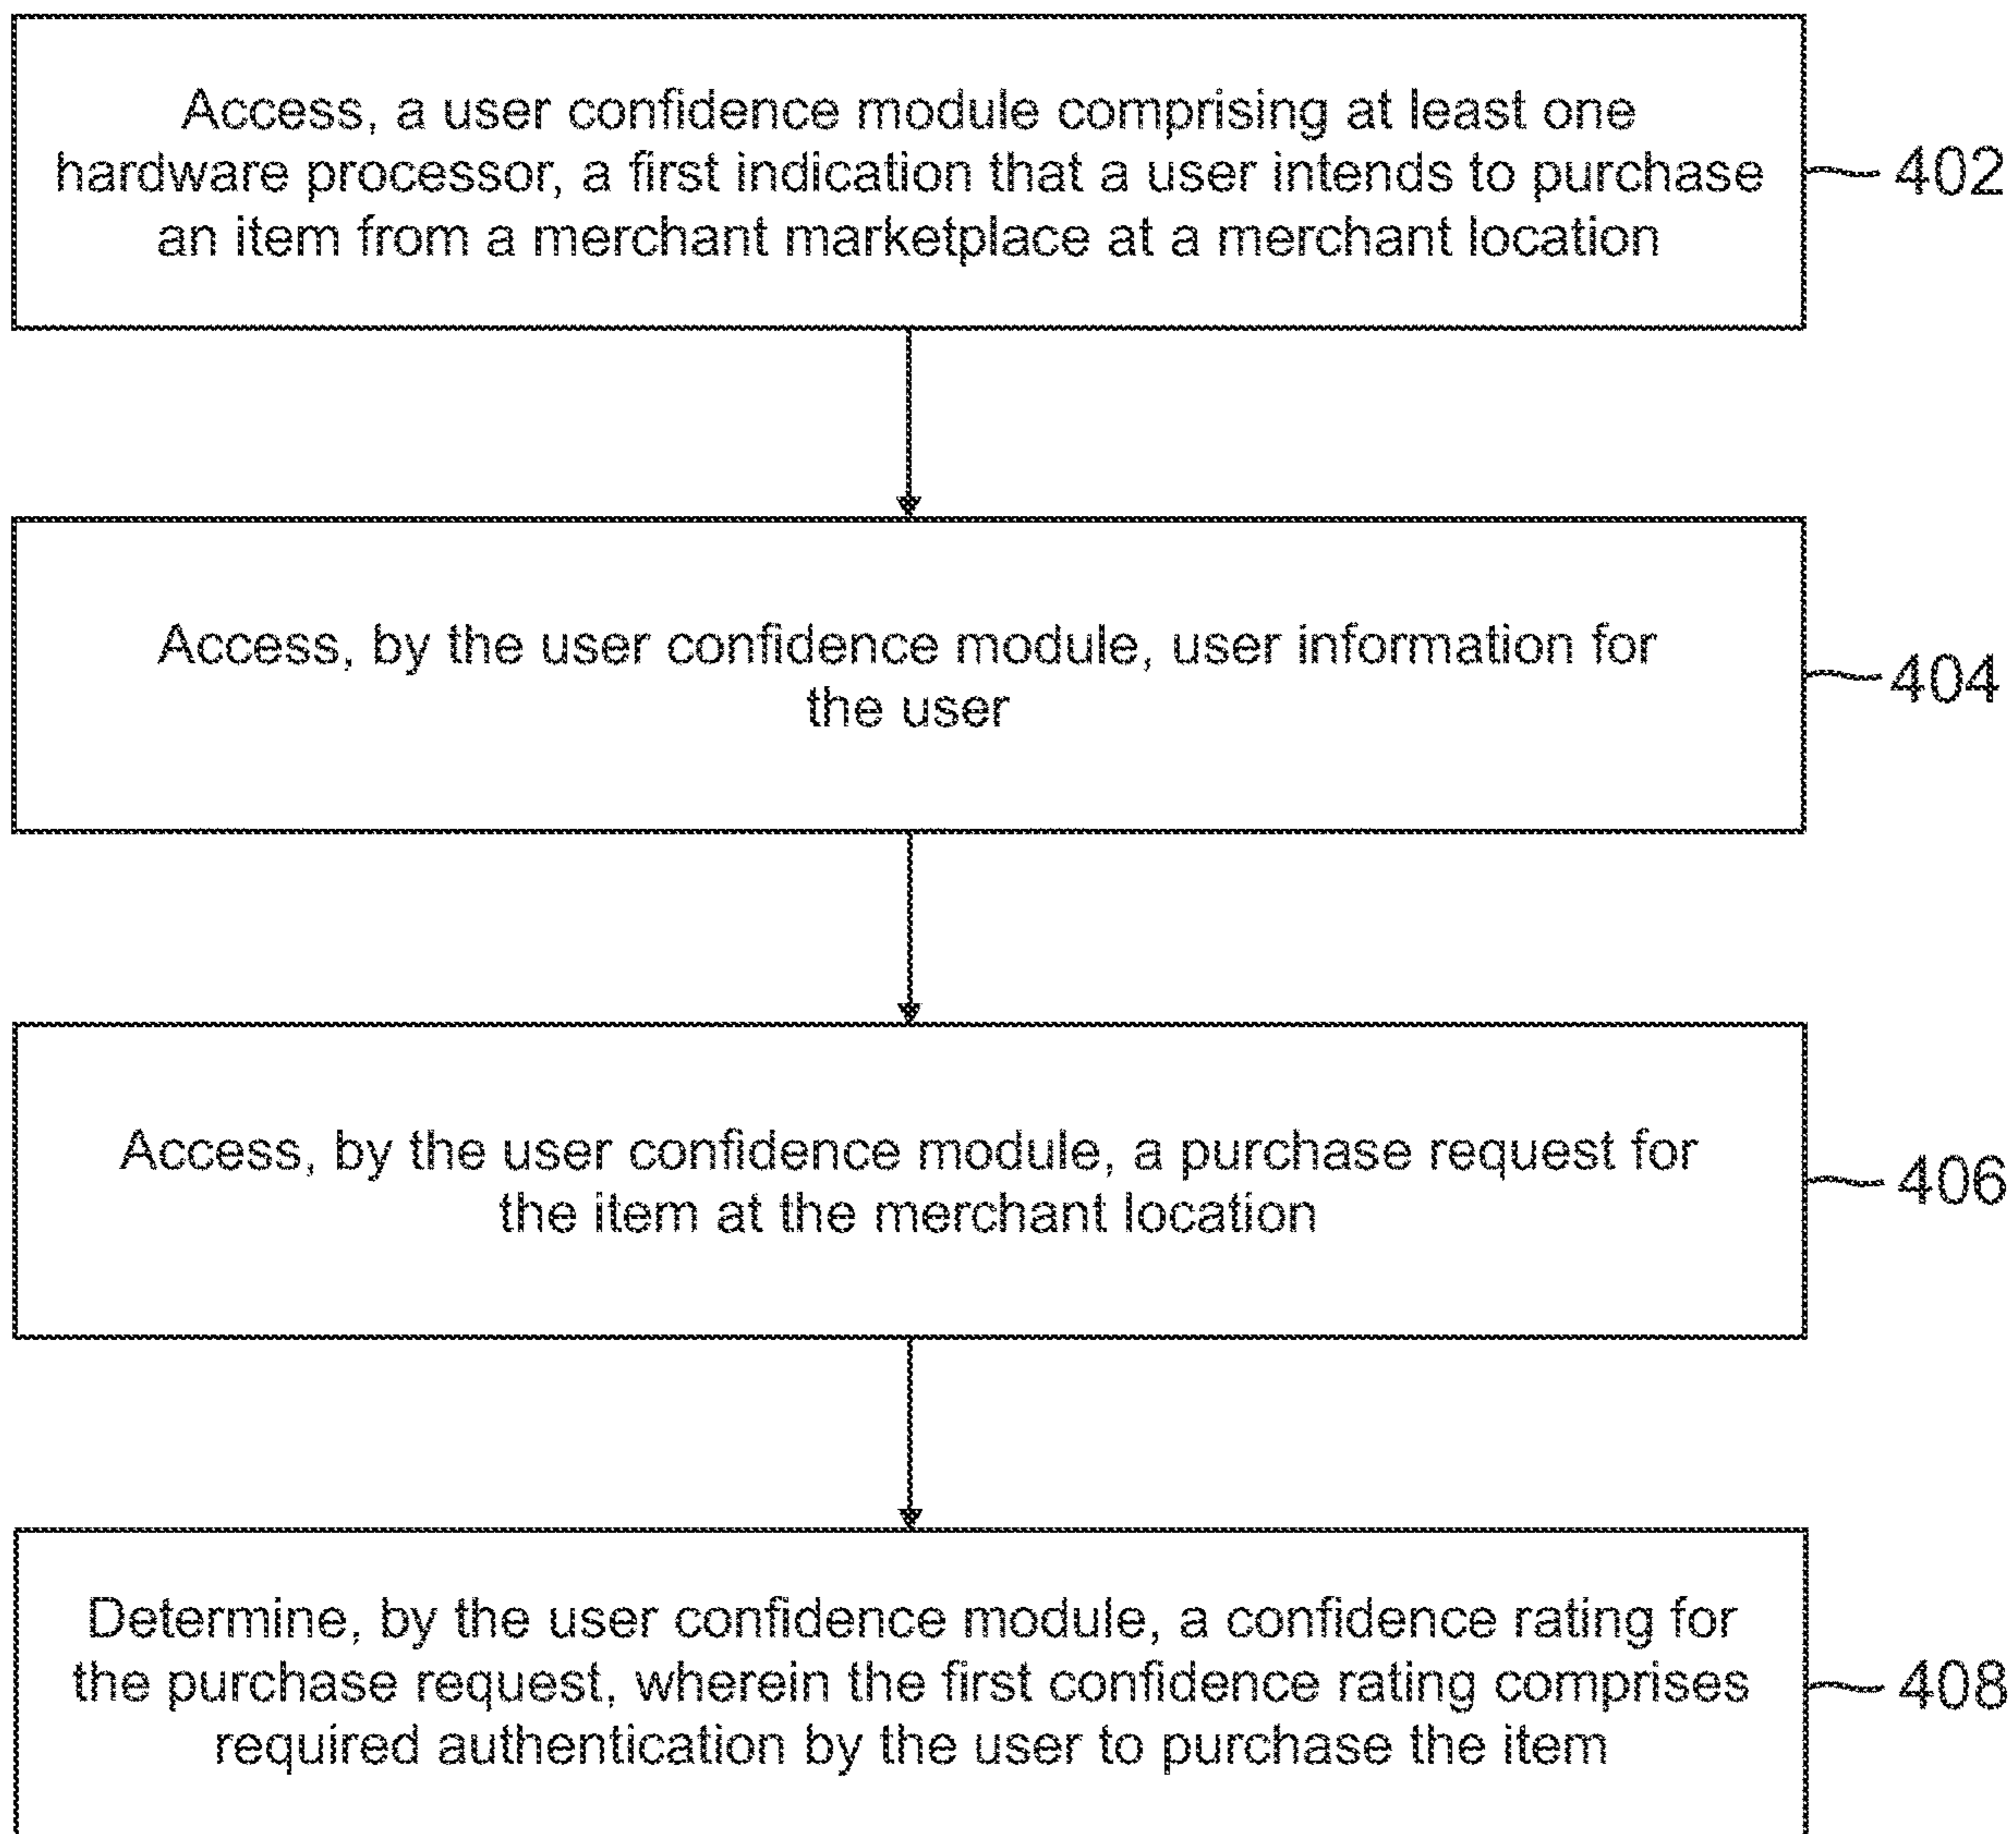 Access, a user confidence module comprising at least one
hardware processor, a first indication that a user intends to purchase
an item from a merchant marketplace at a merchant location
402
Access, by the user confidence module, user information for
the user
404
Access, by the user confidence module, a purchase request for
the item at the merchant location
406
Determine, by the user confidence module, a confidence rating for
the purchase request, wherein the first confidence rating comprises
required authentication by the user to purchase the item
408